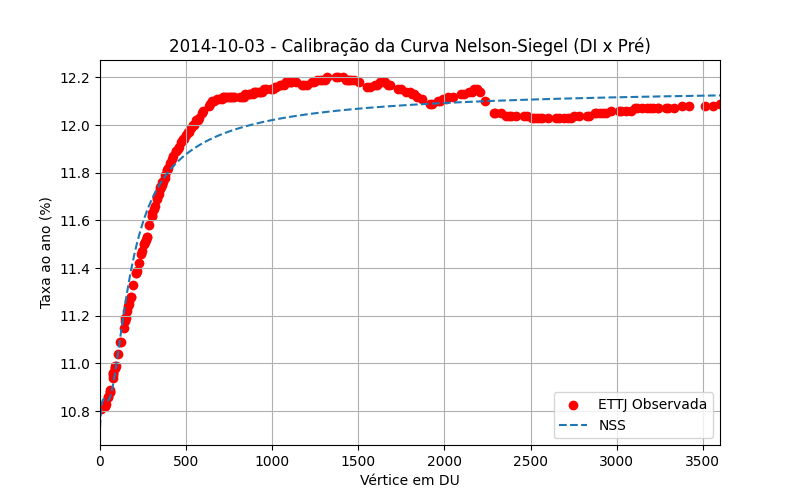 2014-10-03 - Calibração da Curva Nelson-Siegel (DI x Pré)
Taxa ao ano (%)
12.2
12.0
11.8
11.6
11.4
11.2
11.0
10.8
ETTJ Observada
NSS
0 500 1000 1500 2000 2500 3000 3500
Vértice em DU